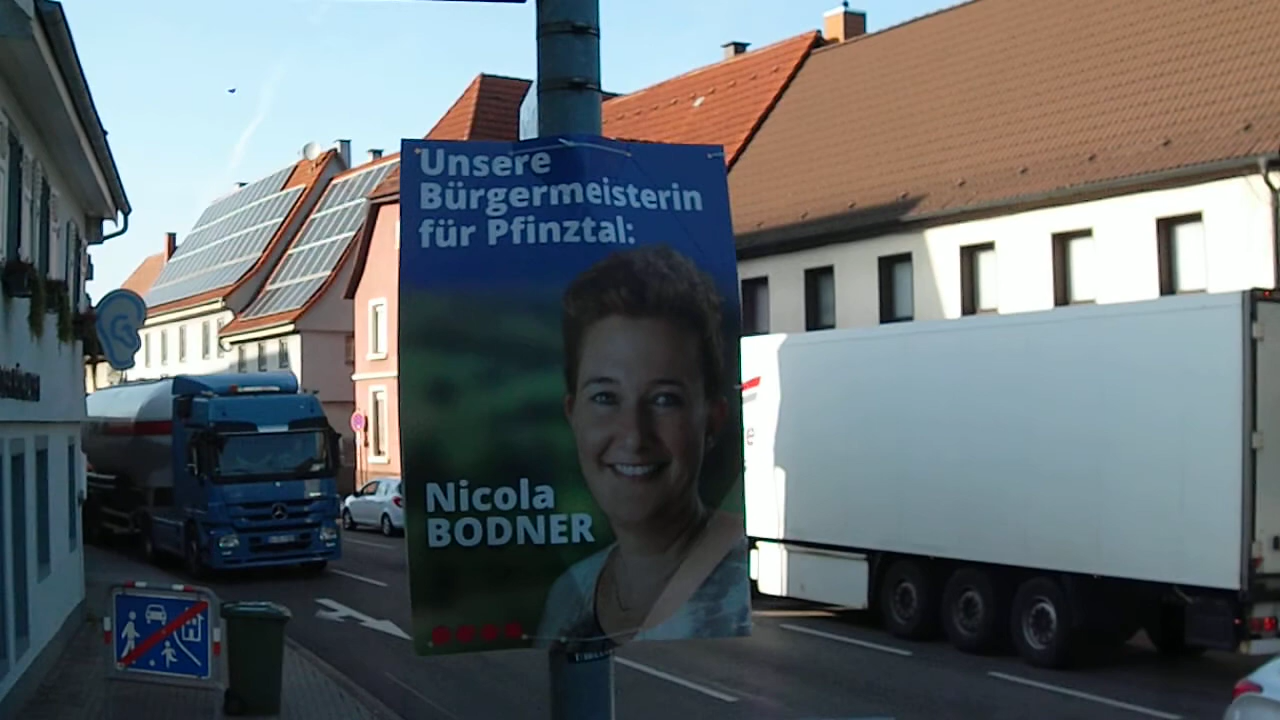 Unsere
Bürgermeisterin
für Pfinztal:
Nicola
BODNER